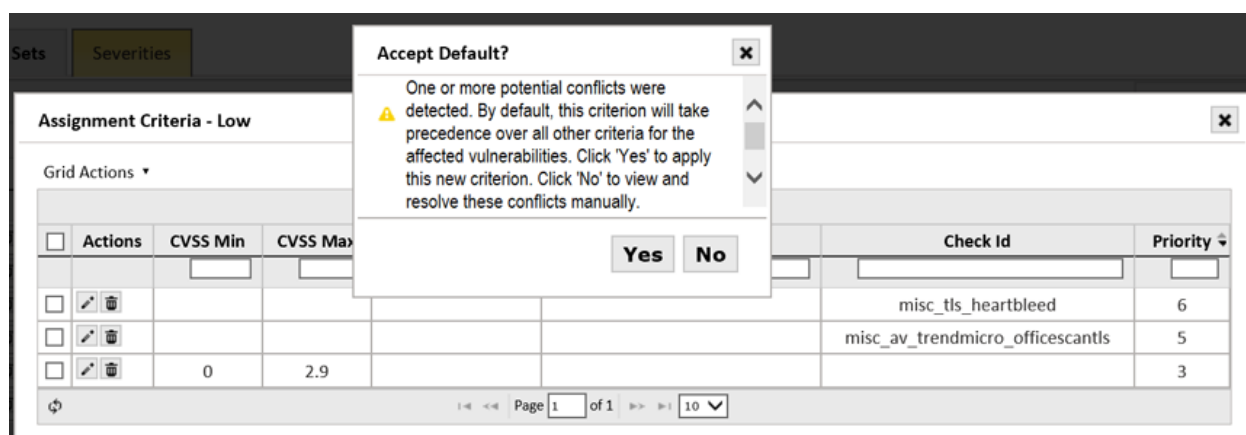 Sets Severities
Accept Default?
One or more potential conflicts were
detected. By default, this criterion will take
precedence over all other criteria for the
affected vulnerabilities. Click 'Yes' to apply
this new criterion. Click 'No' to view and
resolve these conflicts manually.
Yes No
Assignment Criteria - Low
Grid Actions
Actions CVSS Min CVSS Max Check Id Priority
misc_tls_heartbleed 6
misc_av_trendmicro_officescantls 5
0 2.9 3
Page 1 of 1 10